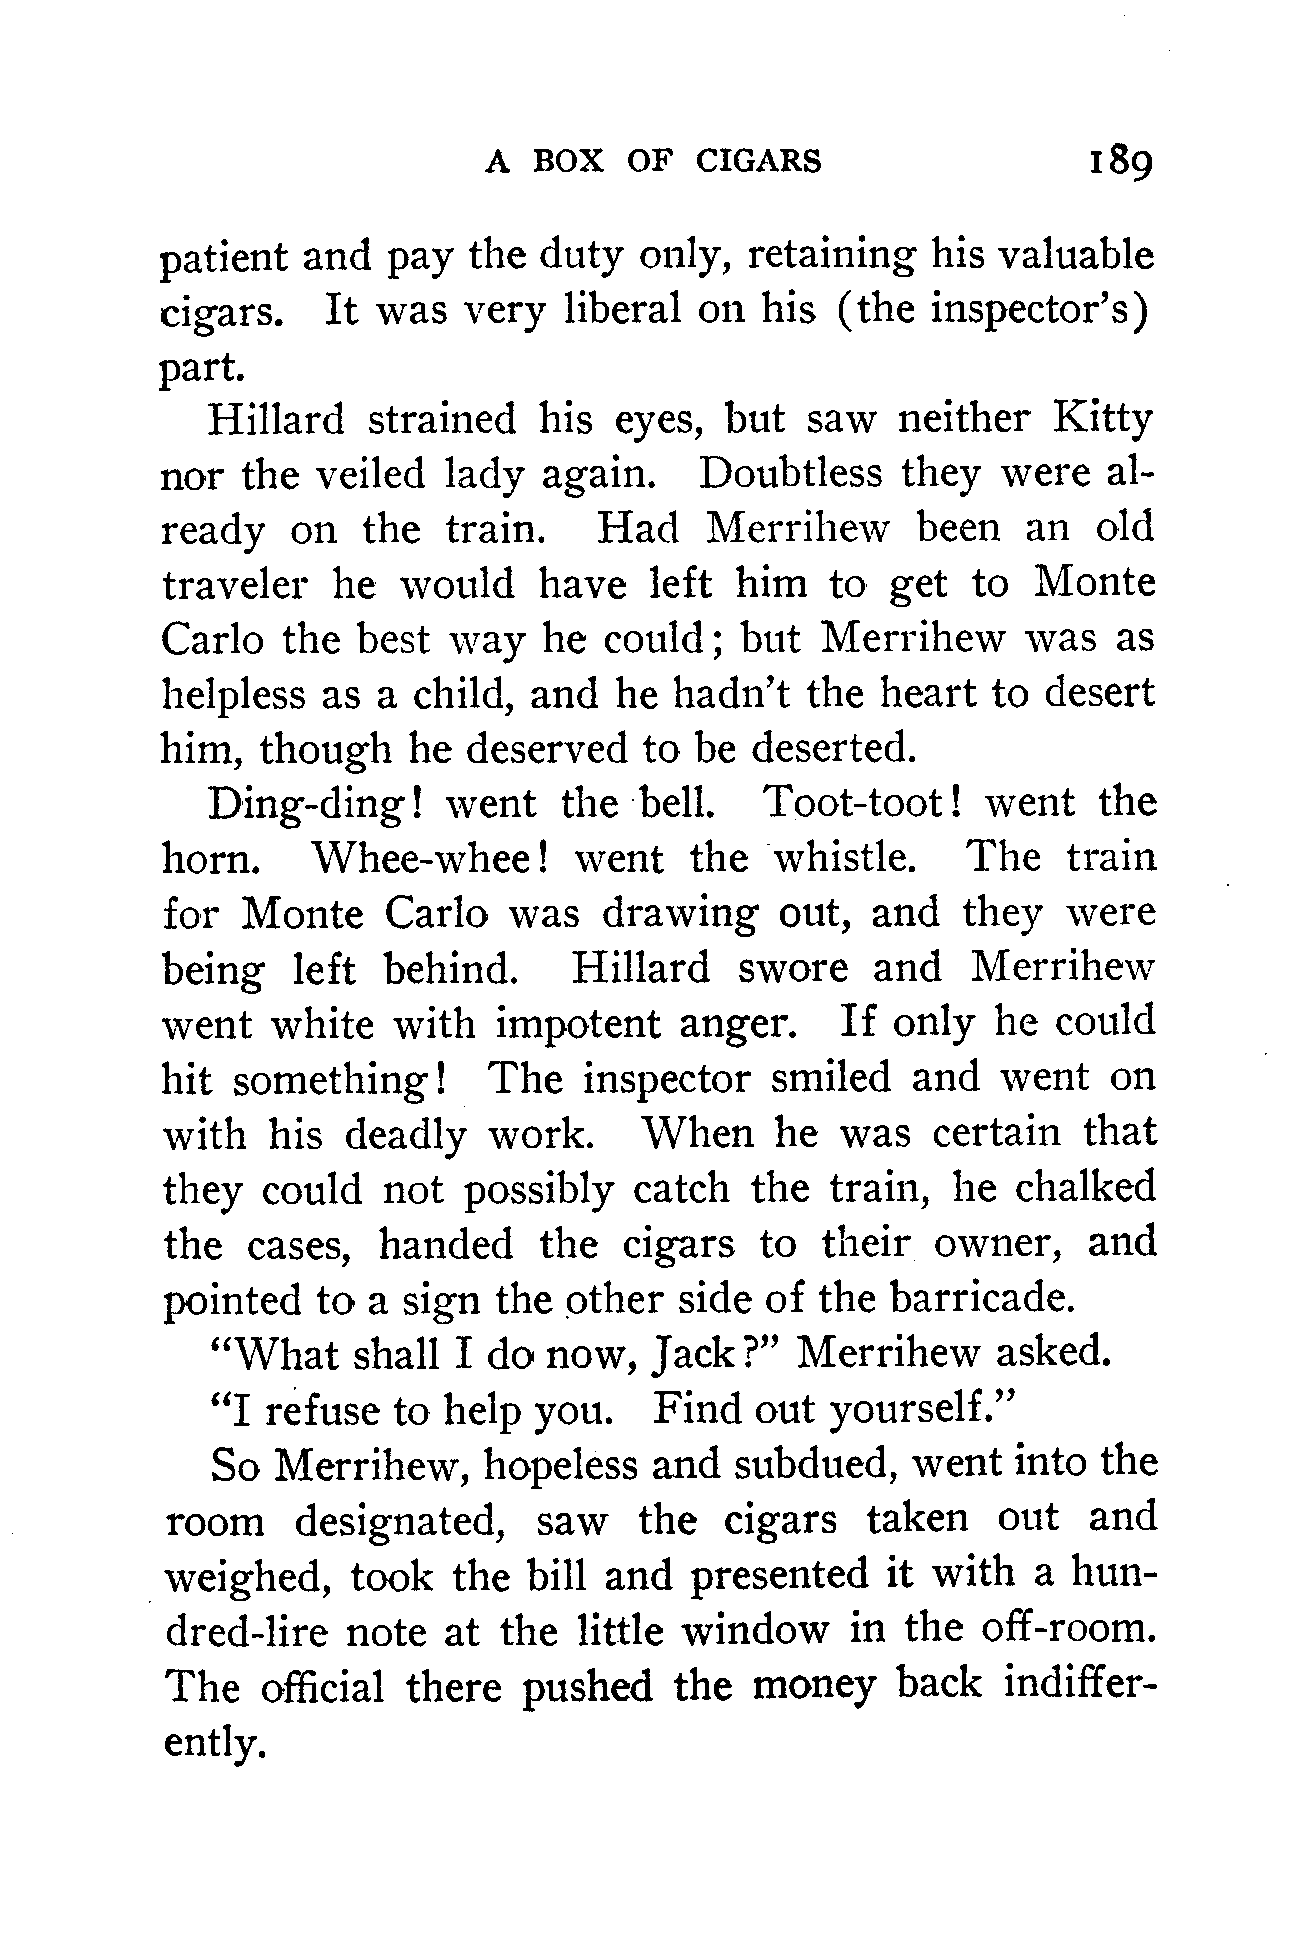 A BOX OF CIGARS 189
patient and pay the duty only, retaining his valuable
cigars. It was very liberal on his (the inspector's)
part.
Hillard strained his eyes, but saw neither Kitty
nor the veiled lady again. Doubtless they were al-
ready on the train. Had Merrihew been an old
traveler he would have left him to get to Monte
Carlo the best way he could; but Merrihew was as
helpless as a child, and he hadn't the heart to desert
him, though he deserved to be deserted.
Ding-ding! went the bell. Toot-toot! went the
horn. Whee-whee! went the whistle. The train
for Monte Carlo was drawing out, and they were
being left behind. Hillard swore and Merrihew
went white with impotent anger. If only he could
hit something! The inspector smiled and went on
with his deadly work. When he was certain that
they could not possibly catch the train, he chalked
the cases, handed the cigars to their owner, and
pointed to a sign the other side of the barricade.
“What shall I do now, Jack?” Merrihew asked.
“I refuse to help you. Find out yourself.”
So Merrihew, hopeless and subdued, went into the
room designated, saw the cigars taken out and
weighed, took the bill and presented it with a hun-
dred-lire note at the little window in the off-room.
The official there pushed the money back indiffer-
ently.